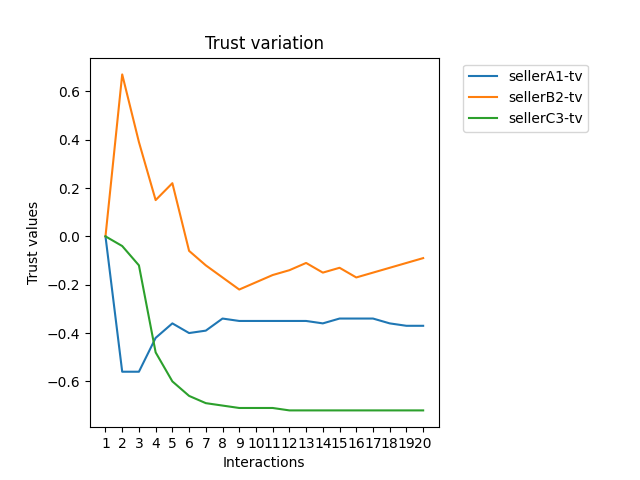 Trust variation
sellerA1-tv
sellerB2-tv
sellerC3-tv
Trust values
0.6
0.4
0.2
0.0
−0.2
−0.4
−0.6
1 2 3 4 5 6 7 8 9 10 11 12 13 14 15 16 17 18 19 20
Interactions